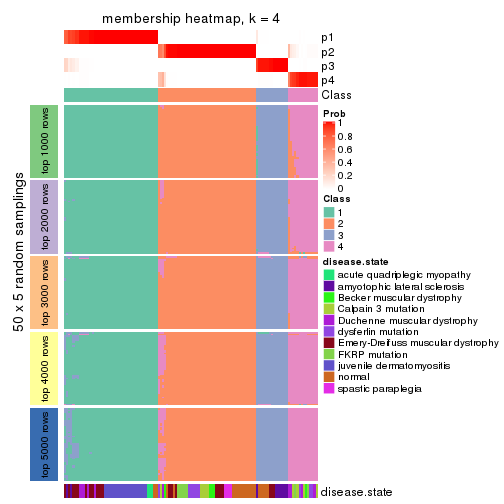 membership heatmap, k = 4
p1
p2
p3
p4
Class
50 x 5 random samplings
top 1000 rows
top 2000 rows
top 3000 rows
top 4000 rows
top 5000 rows
Prob
1
0.8
0.6
0.4
0.2
0
Class
1
2
3
4
disease.state
acute quadriplegic myopathy
amyotophic lateral sclerosis
Becker muscular dystrophy
Calpain 3 mutation
Duchenne muscular dystrophy
dysferlin mutation
Emery-Dreifuss muscular dystrophy
FKRP mutation
juvenile dermatomyositis
normal
spastic paraplegia
disease.state